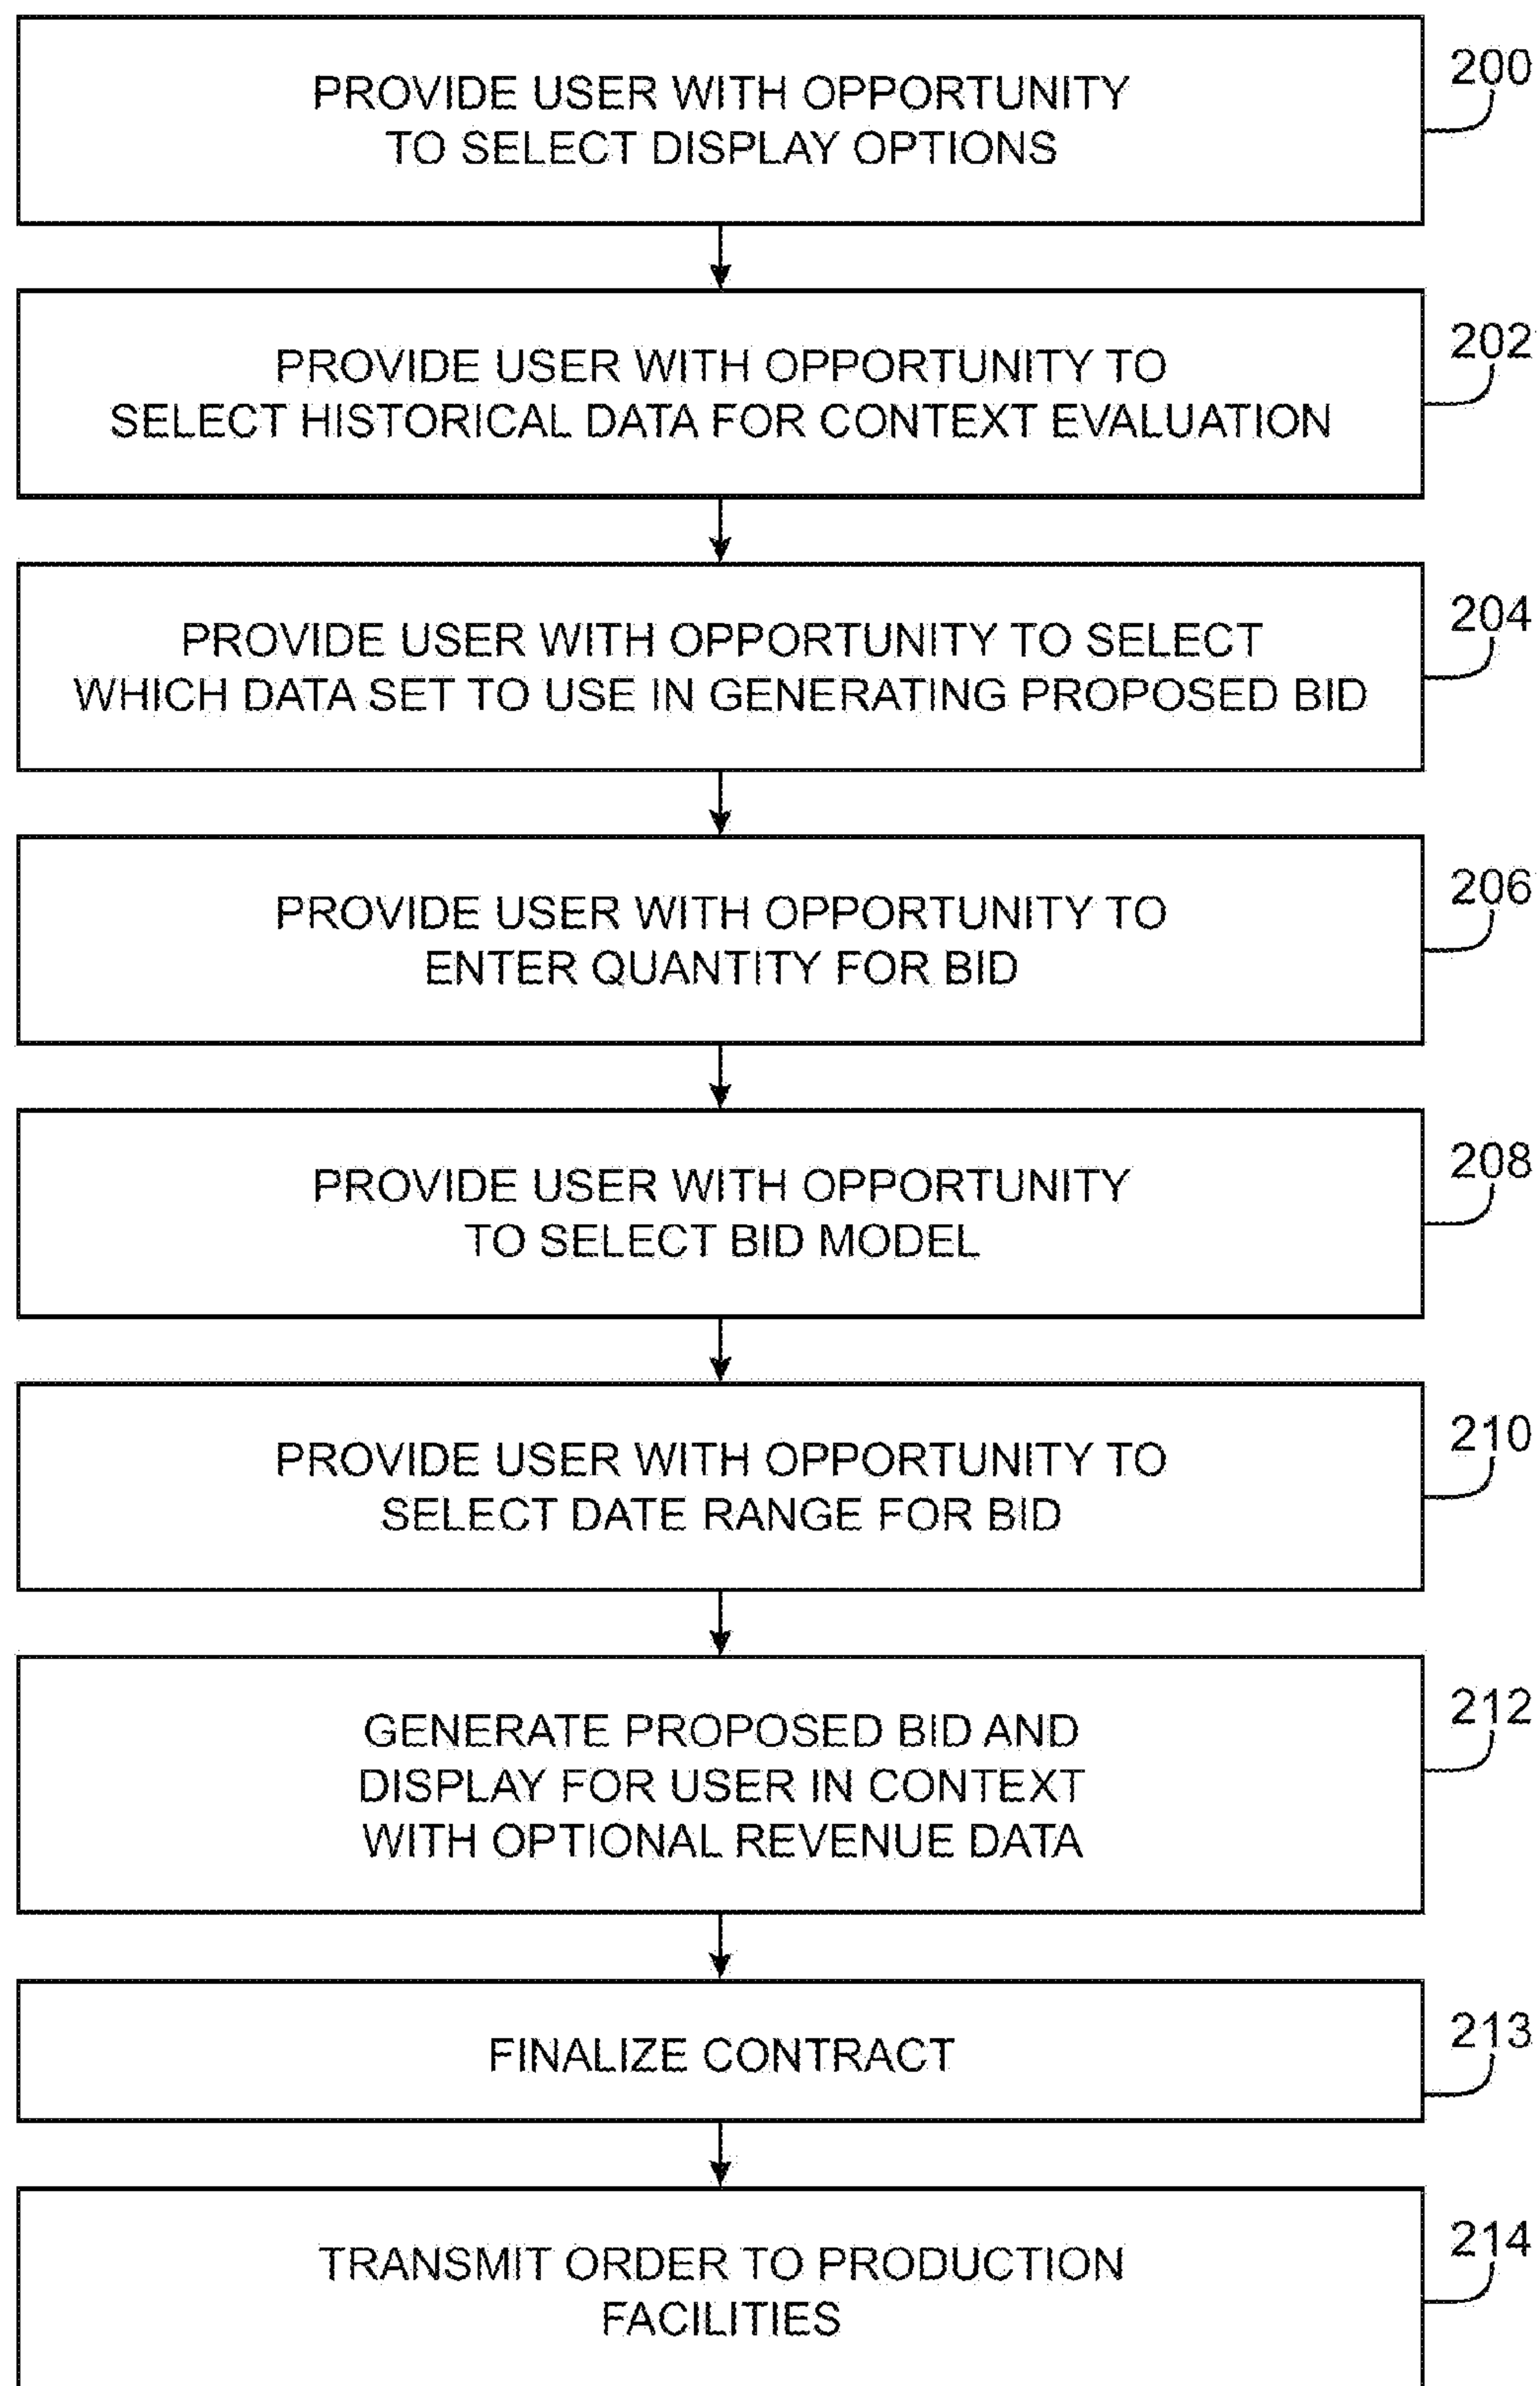 PROVIDE USER WITH OPPORTUNITY
TO SELECT DISPLAY OPTIONS
200
PROVIDE USER WITH OPPORTUNITY TO
SELECT HISTORICAL DATA FOR CONTEXT EVALUATION
202
PROVIDE USER WITH OPPORTUNITY TO SELECT
WHICH DATA SET TO USE IN GENERATING PROPOSED BID
204
PROVIDE USER WITH OPPORTUNITY TO
ENTER QUANTITY FOR BID
206
PROVIDE USER WITH OPPORTUNITY
TO SELECT BID MODEL
208
PROVIDE USER WITH OPPORTUNITY TO
SELECT DATE RANGE FOR BID
210
GENERATE PROPOSED BID AND
DISPLAY FOR USER IN CONTEXT
WITH OPTIONAL REVENUE DATA
212
FINALIZE CONTRACT
213
TRANSMIT ORDER TO PRODUCTION
FACILITIES
214